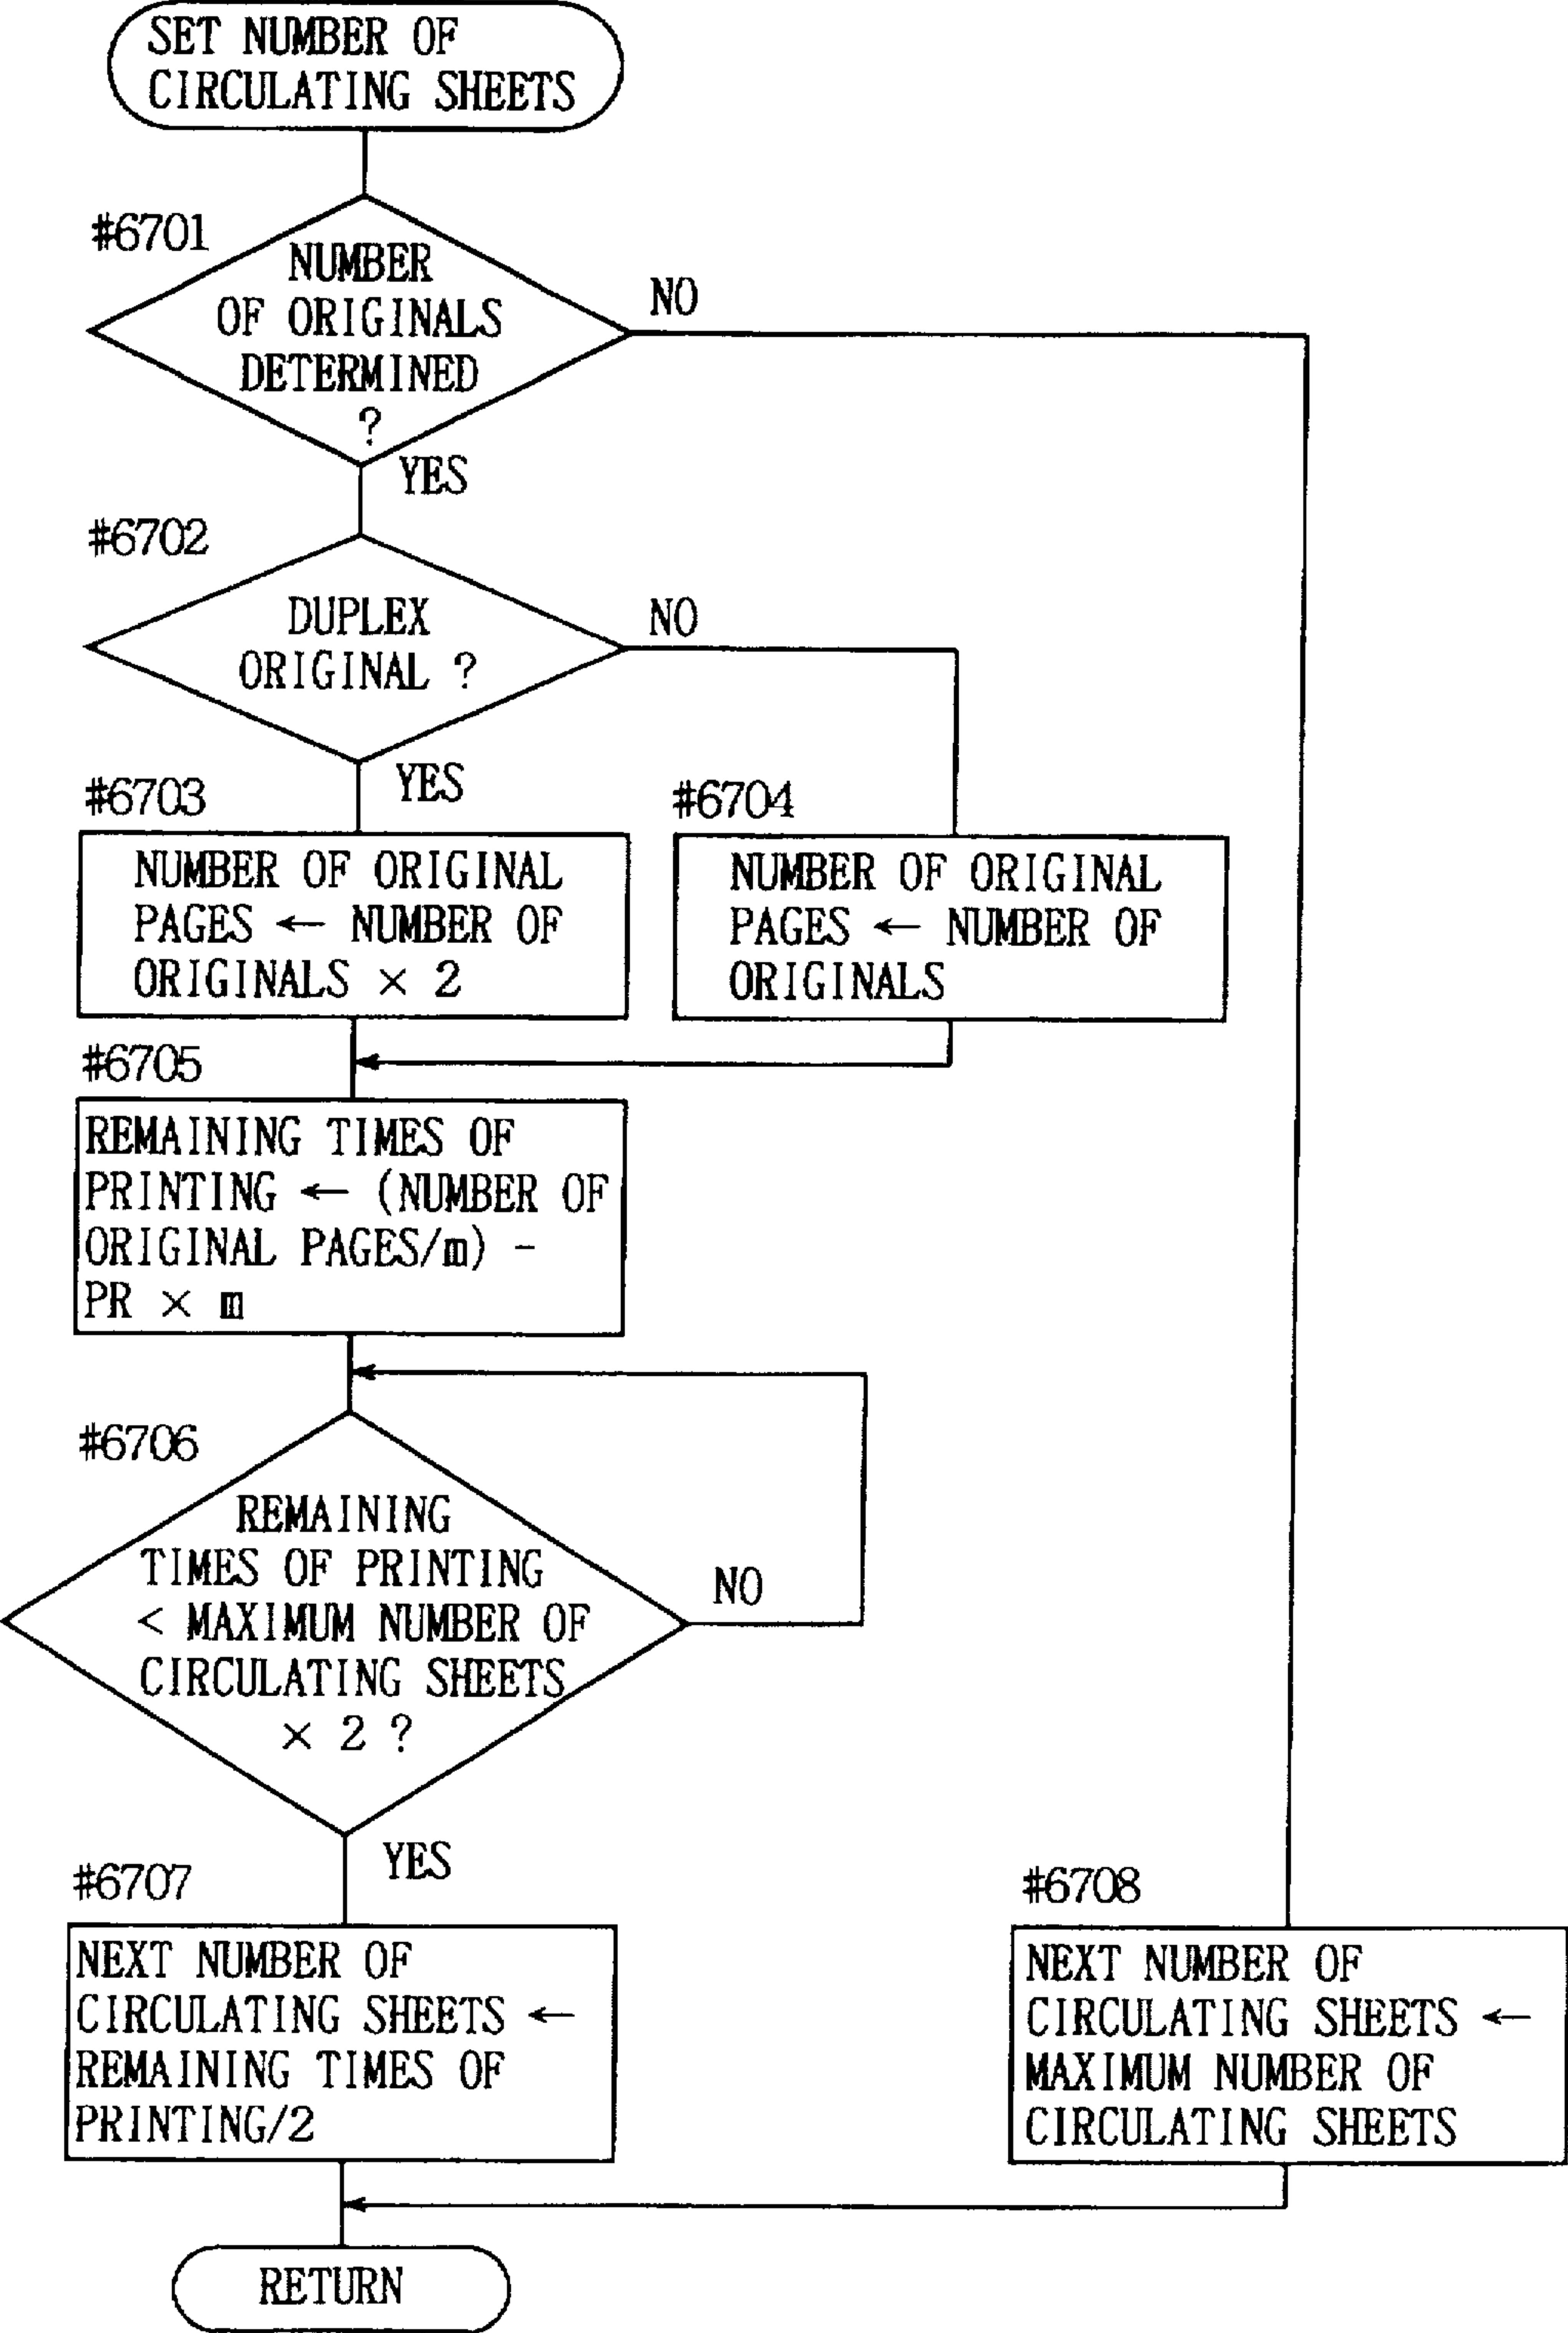 SET NUMBER OF
CIRCULATING SHEETS
#6701
NUMBER
OF ORIGINALS
DETERMINED
?
NO
YES
#6702
DUPLEX
ORIGINAL ?
NO
YES
#6703
NUMBER OF ORIGINAL
PAGES ← NUMBER OF
ORIGINALS × 2
#6704
NUMBER OF ORIGINAL
PAGES ← NUMBER OF
ORIGINALS
#6705
REMAINING TIMES OF
PRINTING ← (NUMBER OF
ORIGINAL PAGES/m) -
PR × m
#6706
REMAINING
TIMES OF PRINTING
< MAXIMUM NUMBER OF
CIRCULATING SHEETS
× 2 ?
NO
YES
#6707
NEXT NUMBER OF
CIRCULATING SHEETS ←
REMAINING TIMES OF
PRINTING/2
#6708
NEXT NUMBER OF
CIRCULATING SHEETS ←
MAXIMUM NUMBER OF
CIRCULATING SHEETS
RETURN